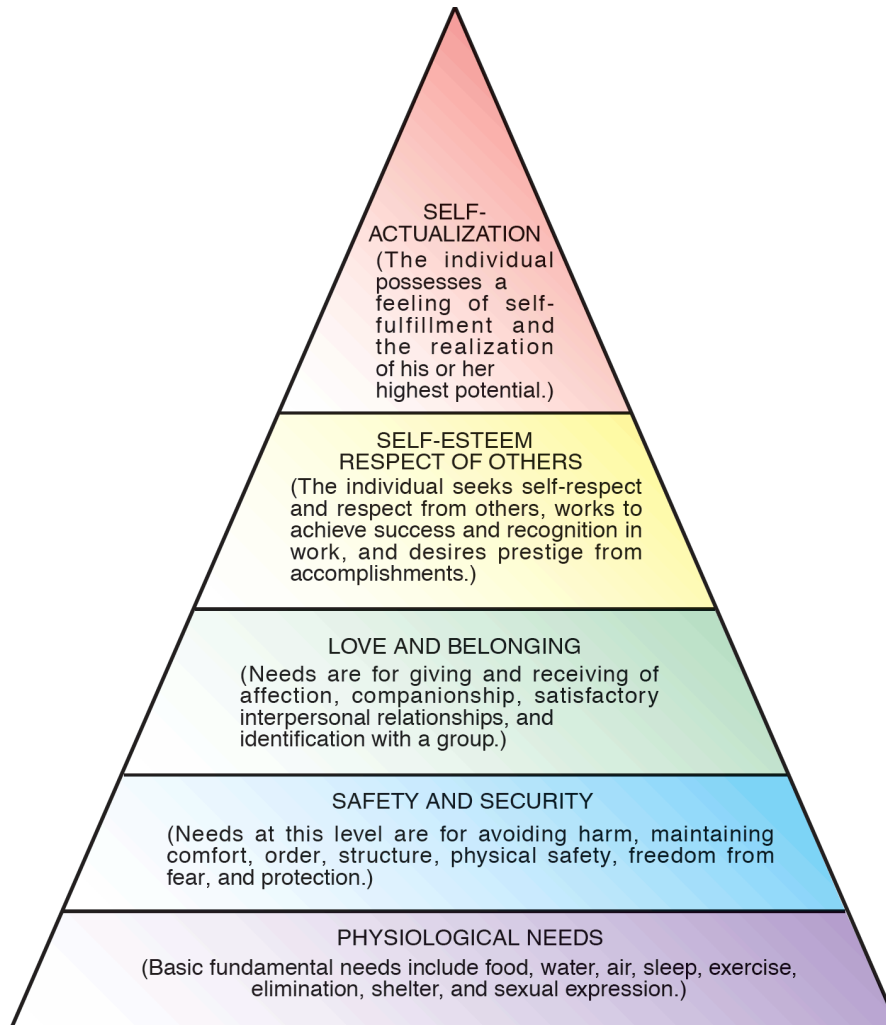 SELF-
ACTUALIZATION
(The individual
possesses a
feeling of self-
fulfillment and
the realization
of his or her
highest potential.)
SELF-ESTEEM
RESPECT OF OTHERS
(The individual seeks self-respect
and respect from others, works to
achieve success and recognition in
work, and desires prestige from
accomplishments.)
LOVE AND BELONGING
(Needs are for giving and receiving of
affection, companionship, satisfactory
interpersonal relationships, and
identification with a group.)
SAFETY AND SECURITY
(Needs at this level are for avoiding harm, maintaining
comfort, order, structure, physical safety, freedom from
fear, and protection.)
PHYSIOLOGICAL NEEDS
(Basic fundamental needs include food, water, air, sleep, exercise,
elimination, shelter, and sexual expression.)